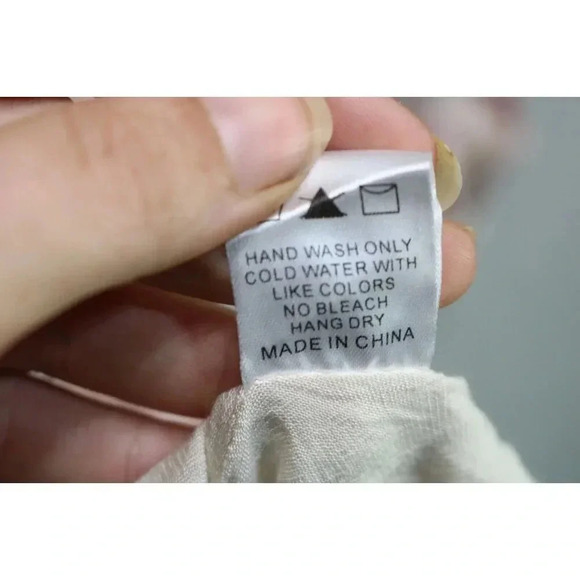 HAND WASH ONLY
COLD WATER WITH
LIKE COLORS
NO BLEACH
HANG DRY
MADE IN CHINA